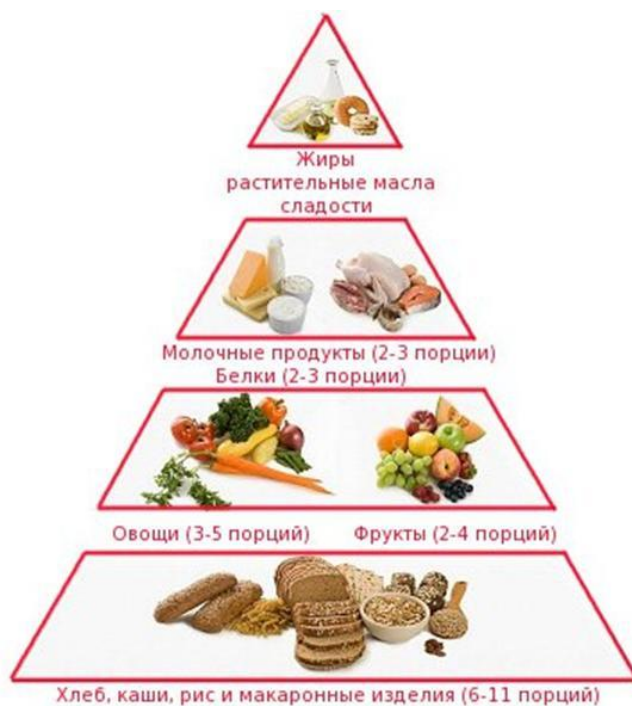 Жиры
растительные масла
сладости
Молочные продукты (2-3 порции)
Белки (2-3 порции)
Овощи (3-5 порций)
Фрукты (2-4 порций)
Хлеб, каши, рис и макаронные изделия (6-11 порций)